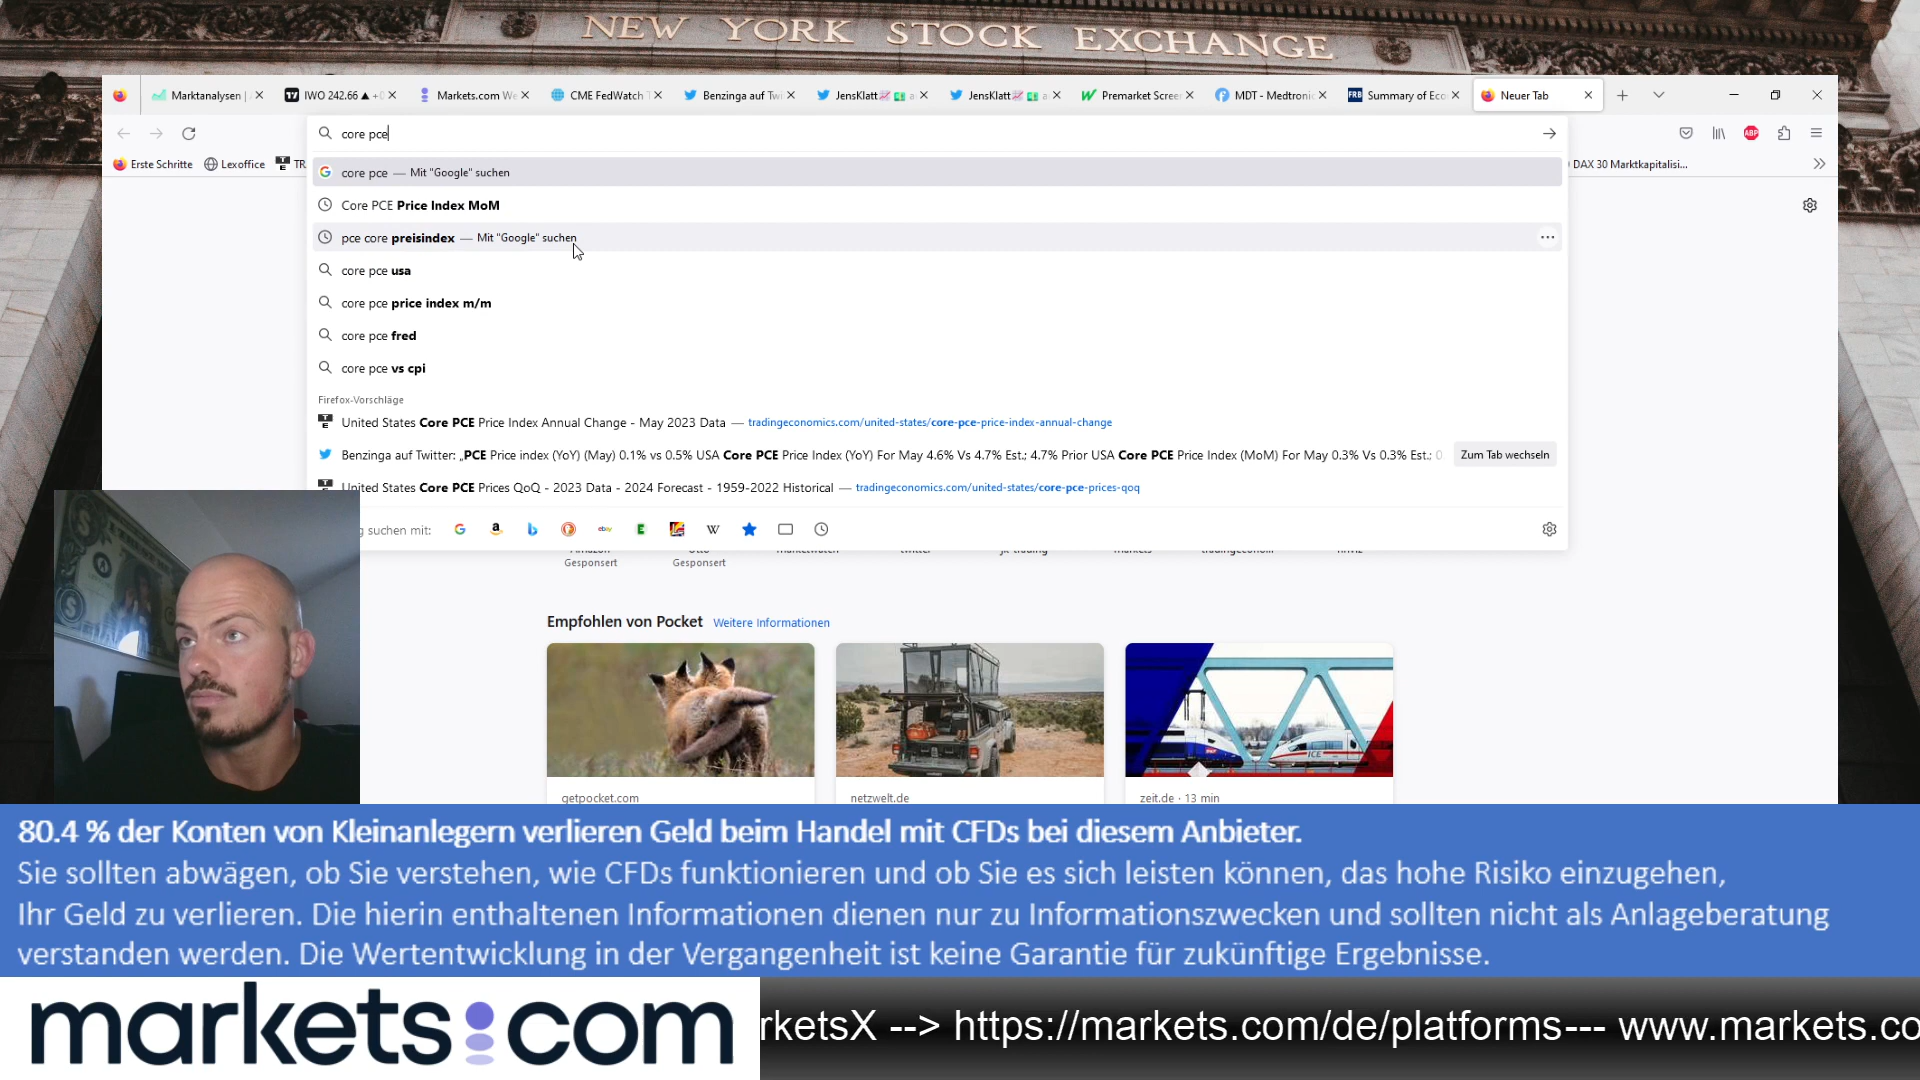 NEW YORK STOCK EXCHANGE
Marktanalysen |
IWO 242.66 ▲ +0
Markets.com We
CME FedWatch T
Benzinga auf Twi
JensKlatt
JensKlatt
Premarket Scree
MDT - Medtronic
FRB Summary of Eco
Neuer Tab
core pce
ABP
Erste Schritte
Lexoffice
TR
DAX 30 Marktkapitalisi...
core pce — Mit "Google" suchen
Core PCE Price Index MoM
pce core preisindex — Mit "Google" suchen
core pce usa
core pce price index m/m
core pce fred
core pce vs cpi
Firefox-Vorschläge
United States Core PCE Price Index Annual Change - May 2023 Data — tradingeconomics.com/united-states/core-pce-price-index-annual-change
Benzinga auf Twitter: „PCE Price index (YoY) (May) 0.1% vs 0.5% USA Core PCE Price Index (YoY) For May 4.6% Vs 4.7% Est.; 4.7% Prior USA Core PCE Price Index (MoM) For May 0.3% Vs 0.3% Est.; 0
Zum Tab wechseln
United States Core PCE Prices QoQ - 2023 Data - 2024 Forecast - 1959-2022 Historical — tradingeconomics.com/united-states/core-pce-prices-qoq
g suchen mit:
Gesponsert
Gesponsert
Empfohlen von Pocket Weitere Informationen
ICE
getpocket.com
netzwelt.de
zeit.de · 13 min
80.4 % der Konten von Kleinanlegern verlieren Geld beim Handel mit CFDs bei diesem Anbieter.
Sie sollten abwägen, ob Sie verstehen, wie CFDs funktionieren und ob Sie es sich leisten können, das hohe Risiko einzugehen,
Ihr Geld zu verlieren. Die hierin enthaltenen Informationen dienen nur zu Informationszwecken und sollten nicht als Anlageberatung
verstanden werden. Die Wertentwicklung in der Vergangenheit ist keine Garantie für zukünftige Ergebnisse.
markets.com
rketsX --> https://markets.com/de/platforms--- www.markets.co